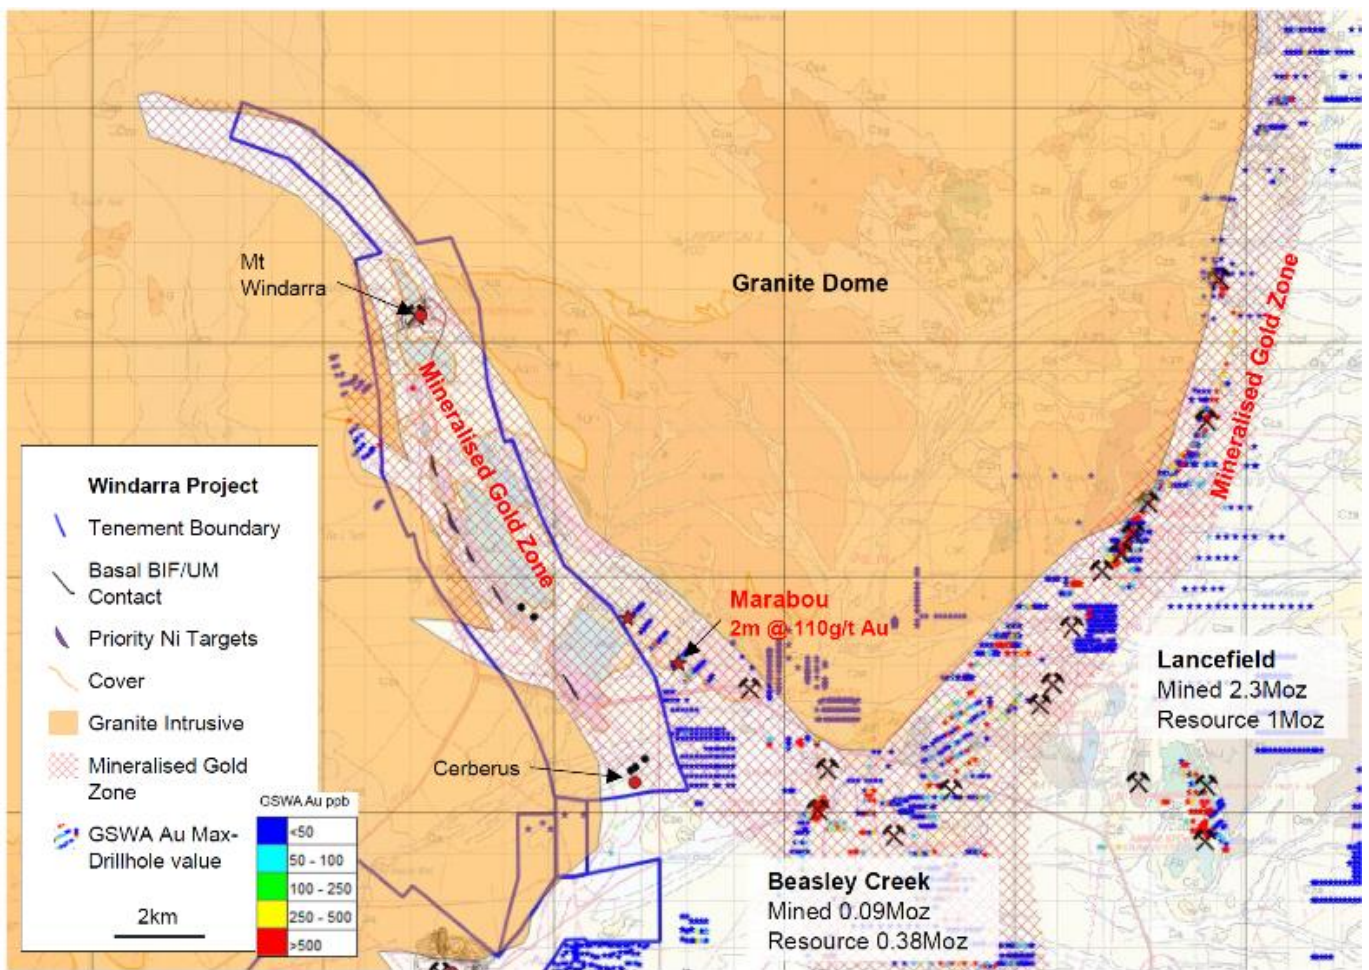 Mt
Windarra
Granite Dome
Mineralised Gold Zone
Mineralised Gold Zone
Marabou
2m @ 110g/t Au
Lancefield
Mined 2.3Moz
Resource 1Moz
Cerberus
Beasley Creek
Mined 0.09Moz
Resource 0.38Moz
Windarra Project
Tenement Boundary
Basal BIF/UM
Contact
Priority Ni Targets
Cover
Granite Intrusive
Mineralised Gold
Zone
GSWA Au Max-
Drillhole value
2km
GSWA Au ppb
<50
50 - 100
100 - 250
250 - 500
>500